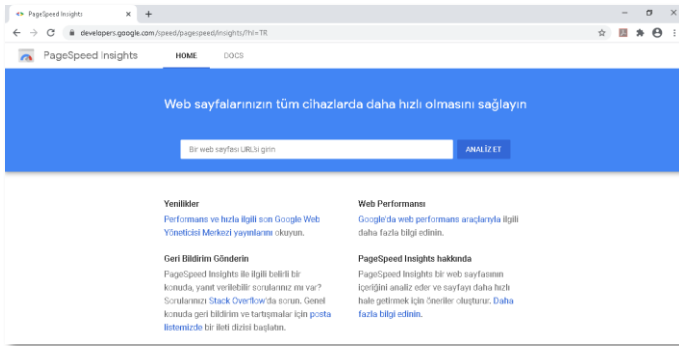 PageSpeed Insights
developers.google.com/speed/pagespeed/insights/?hl=TR
PageSpeed Insights HOME DOCS
Web sayfalarınızın tüm cihazlarda daha hızlı olmasını sağlayın
Bir web sayfası URL'si girin ANALİZ ET
Yenilikler
Performans ve hızla ilgili son Google Web
Yöneticisi Merkezi yayınlarını okuyun.
Web Performansı
Google'da web performans araçlarıyla ilgili
daha fazla bilgi edinin.
Geri Bildirim Gönderin
PageSpeed Insights ile ilgili belirli bir
konuda, yanıt verilebilir sorularınız mı var?
Sorularınızı Stack Overflow'da sorun. Genel
konuda geri bildirim ve tartışmalar için posta
listemizde bir ileti dizisi başlatın.
PageSpeed Insights hakkında
PageSpeed Insights bir web sayfasının
içeriğini analiz eder ve sayfayı daha hızlı
hale getirmek için öneriler oluşturur. Daha
fazla bilgi edinin.